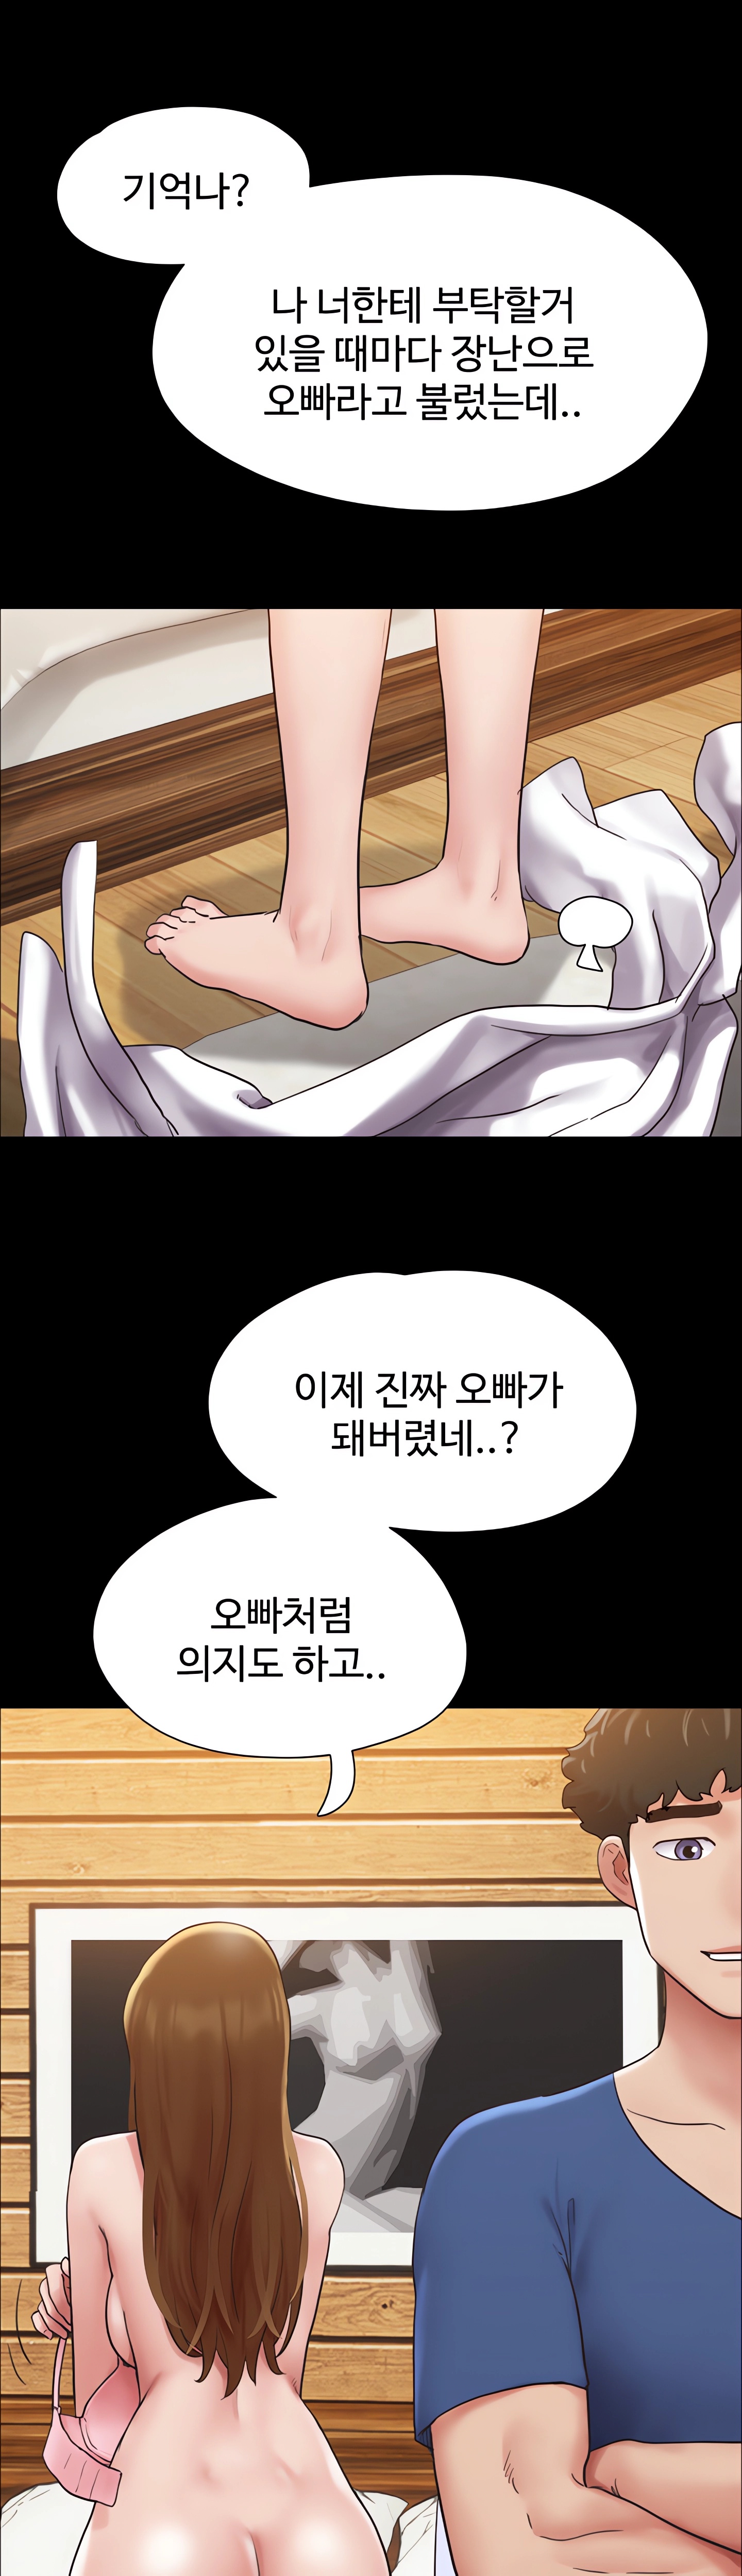 기억나?
나 너한테 부탁할거
있을 때마다 장난으로
오빠라고 불렀는데..
이제 진짜 오빠가
돼버렸네..?
오빠처럼
의지도 하고..